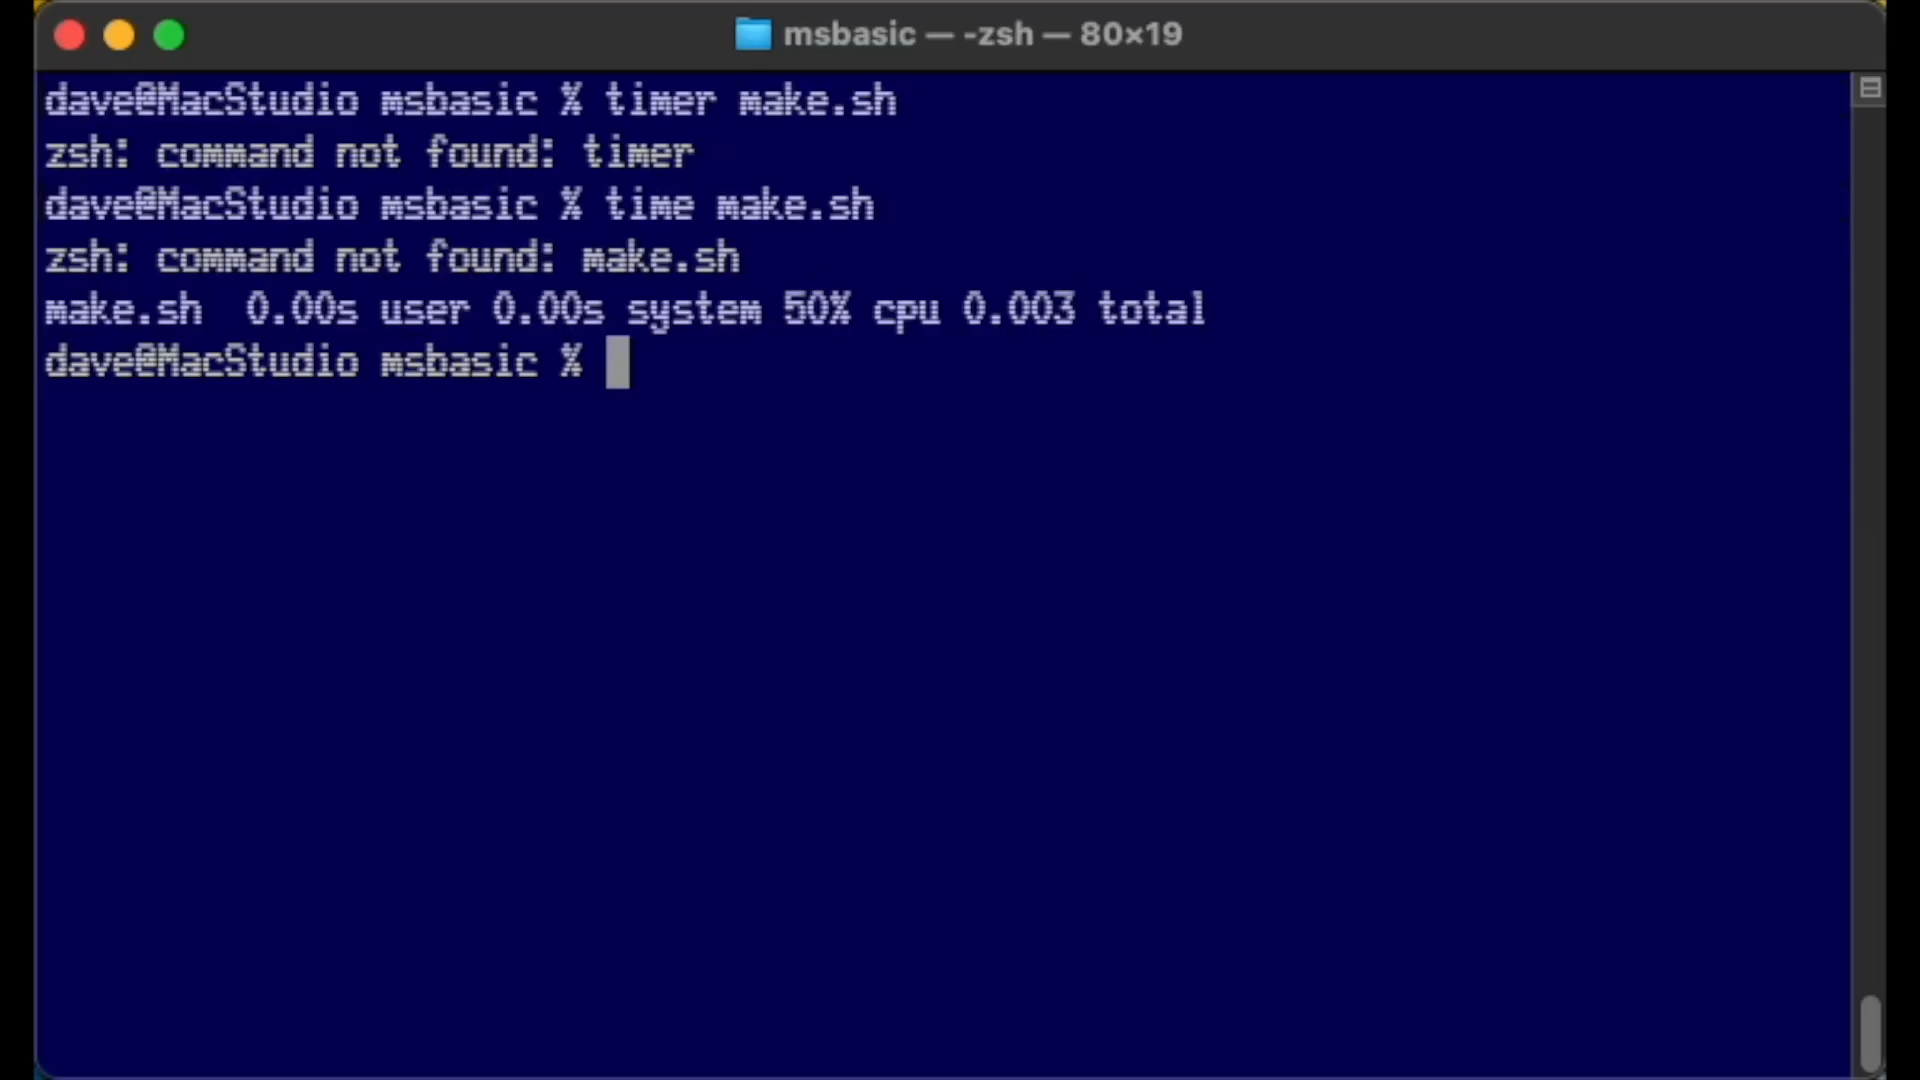 msbasic — -zsh — 80×19
dave@MacStudio msbasic % timer make.sh
zsh: command not found: timer
dave@MacStudio msbasic % time make.sh
zsh: command not found: make.sh
make.sh  0.00s user 0.00s system 50% cpu 0.003 total
dave@MacStudio msbasic %